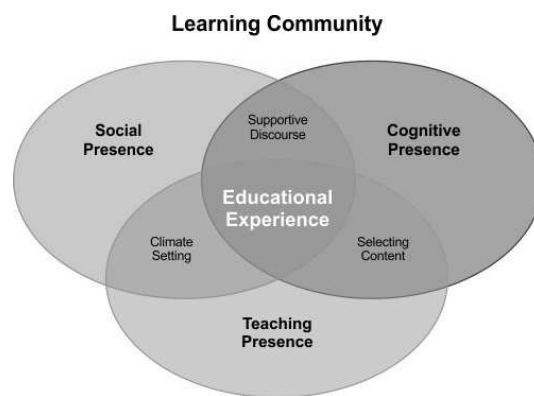 Learning Community
Social
Presence
Supportive
Discourse
Cognitive
Presence
Educational
Experience
Climate
Setting
Selecting
Content
Teaching
Presence